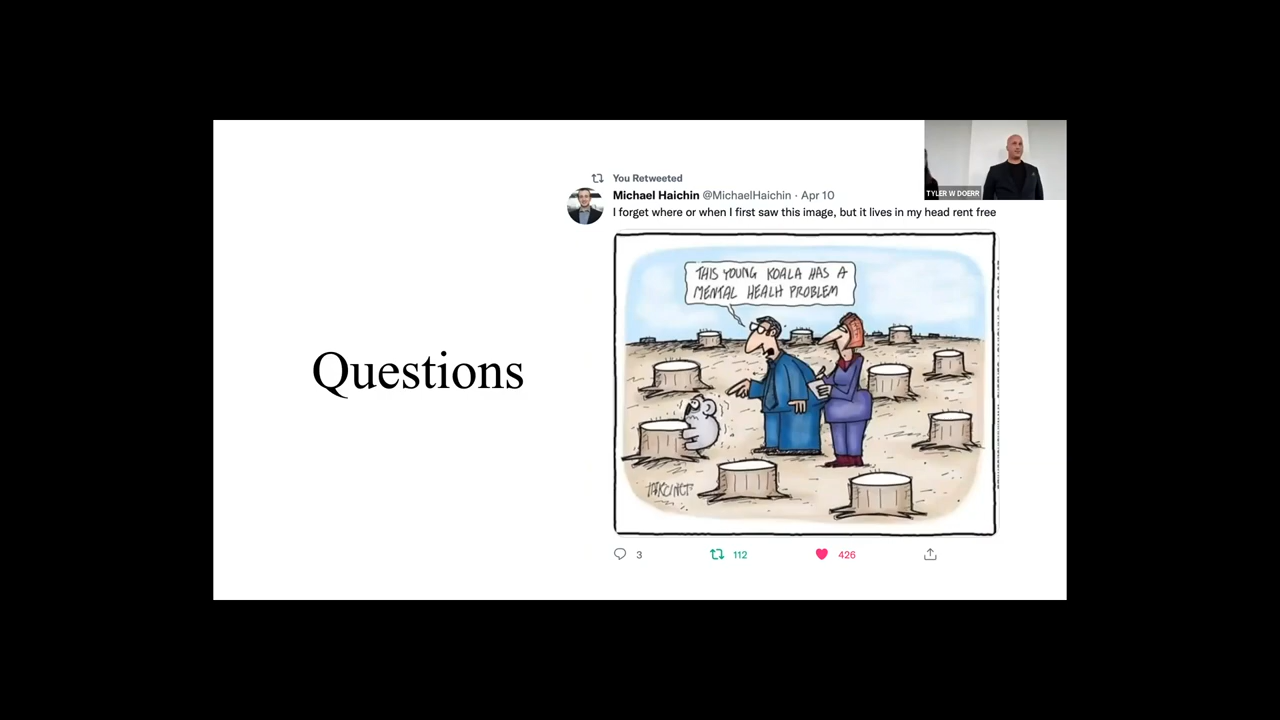 TYLER W DOERR
You Retweeted
Michael Haichin @MichaelHaichin · Apr 10
I forget where or when I first saw this image, but it lives in my head rent free
THIS YOUNG KOALA HAS A
MENTAL HEALH PROBLEM
Questions
3 112 426